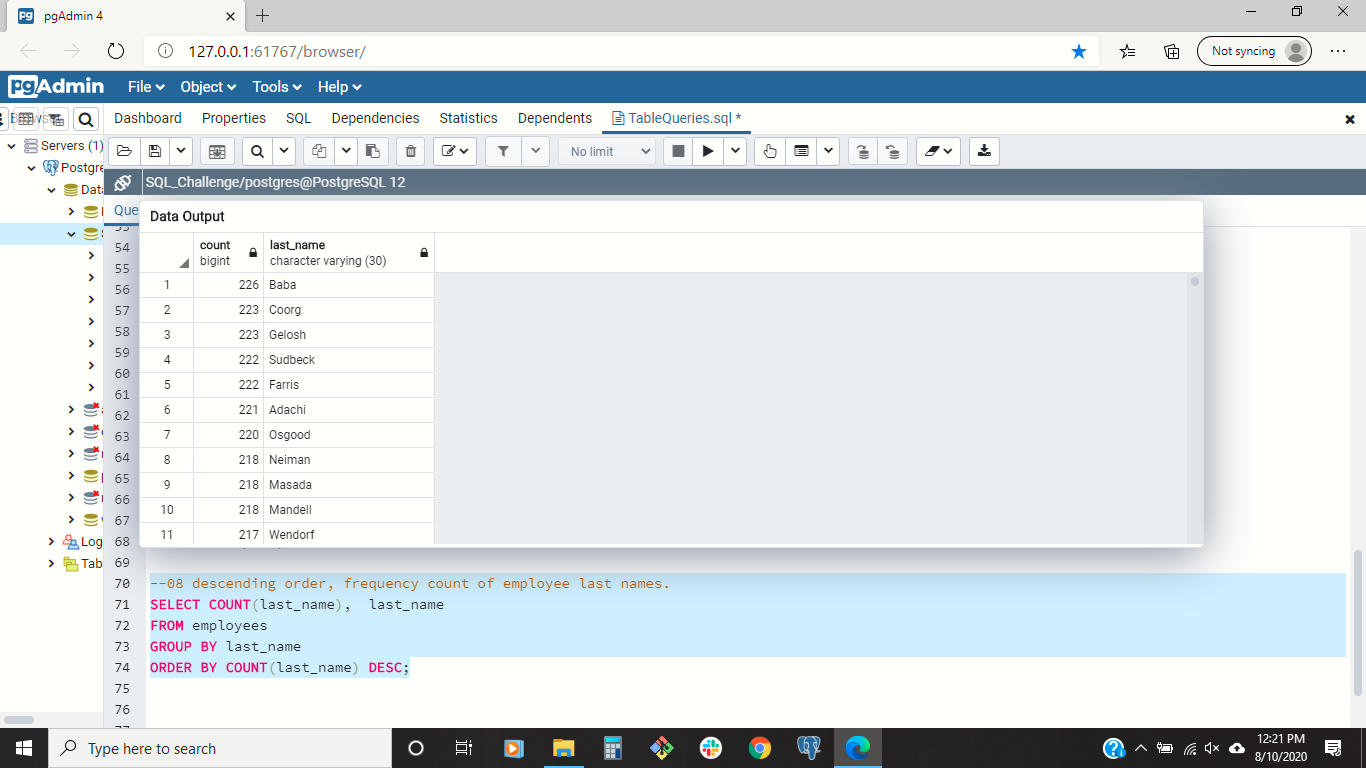 pgAdmin 4
127.0.0.1:61767/browser/
Not syncing
pgAdmin File Object Tools Help
Dashboard Properties SQL Dependencies Statistics Dependents TableQueries.sql *
No limit
Servers (1)
Postgre
Data
SQL_Challenge/postgres@PostgreSQL 12
Que
Data Output
count last_name
bigint character varying (30)
1 226 Baba
2 223 Coorg
3 223 Gelosh
4 222 Sudbeck
5 222 Farris
6 221 Adachi
7 220 Osgood
8 218 Neiman
9 218 Masada
10 218 Mandell
11 217 Wendorf
54
55
56
57
58
59
60
61
62
63
64
65
66
67
68
69
Log
Tab
70 --08 descending order, frequency count of employee last names.
71 SELECT COUNT(last_name),  last_name
72 FROM employees
73 GROUP BY last_name
74 ORDER BY COUNT(last_name) DESC;
75
76
Type here to search
12:21 PM
8/10/2020